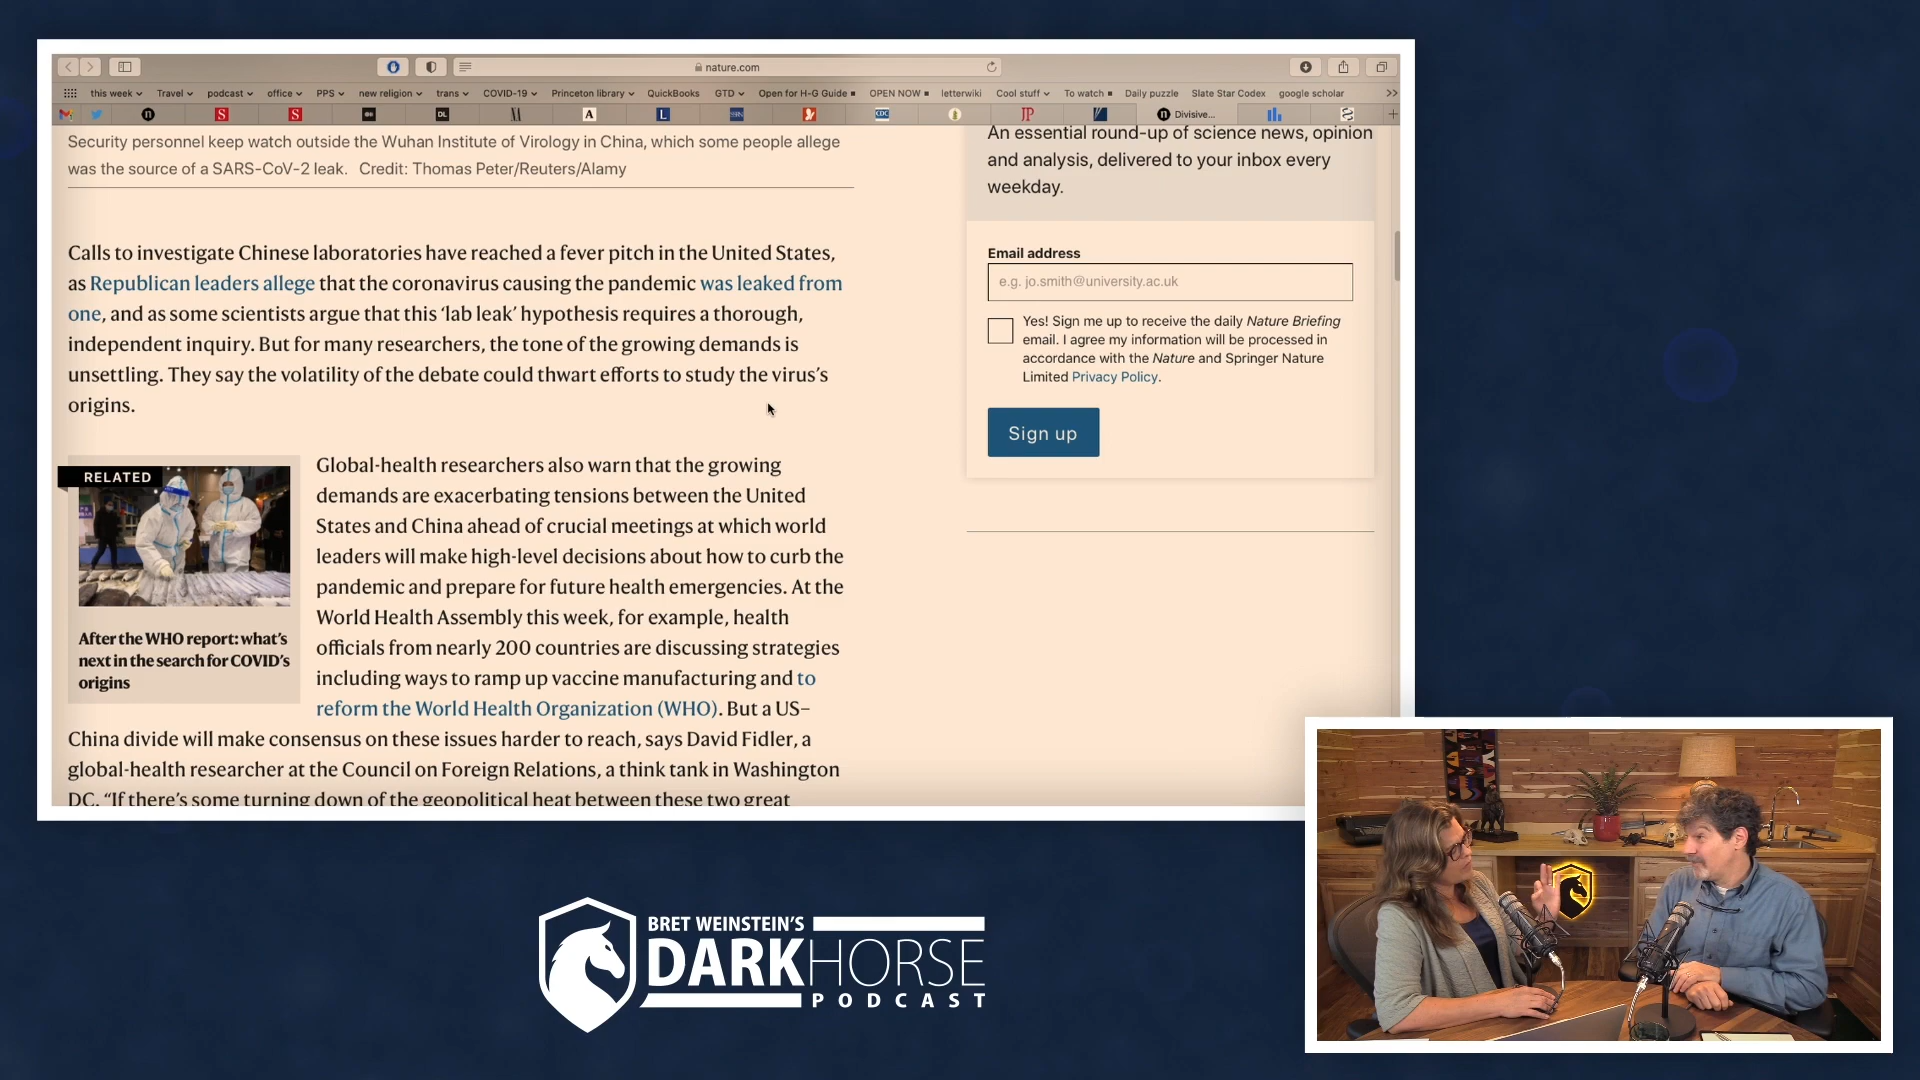 nature.com
this week
Travel
podcast
office
PPS
new religion
trans
COVID-19
Princeton library
QuickBooks
GTD
Open for H-G Guide
OPEN NOW
letterwiki
Cool stuff
To watch
Daily puzzle
Slate Star Codex
google scholar
>>
n
S
S
DL
M
A
L
CDC
JP
n
Divisive...
Security personnel keep watch outside the Wuhan Institute of Virology in China, which some people allege
was the source of a SARS-CoV-2 leak. Credit: Thomas Peter/Reuters/Alamy
Calls to investigate Chinese laboratories have reached a fever pitch in the United States,
as Republican leaders allege that the coronavirus causing the pandemic was leaked from
one, and as some scientists argue that this ‘lab leak’ hypothesis requires a thorough,
independent inquiry. But for many researchers, the tone of the growing demands is
unsettling. They say the volatility of the debate could thwart efforts to study the virus’s
origins.
RELATED
After the WHO report: what’s
next in the search for COVID’s
origins
Global-health researchers also warn that the growing
demands are exacerbating tensions between the United
States and China ahead of crucial meetings at which world
leaders will make high-level decisions about how to curb the
pandemic and prepare for future health emergencies. At the
World Health Assembly this week, for example, health
officials from nearly 200 countries are discussing strategies
including ways to ramp up vaccine manufacturing and to
reform the World Health Organization (WHO). But a US–
China divide will make consensus on these issues harder to reach, says David Fidler, a
global-health researcher at the Council on Foreign Relations, a think tank in Washington
DC. “If there’s some turning down of the geopolitical heat between these two great
An essential round-up of science news, opinion
and analysis, delivered to your inbox every
weekday.
Email address
e.g. jo.smith@university.ac.uk
Yes! Sign me up to receive the daily Nature Briefing
email. I agree my information will be processed in
accordance with the Nature and Springer Nature
Limited Privacy Policy.
Sign up
BRET WEINSTEIN'S
DARKHORSE
PODCAST